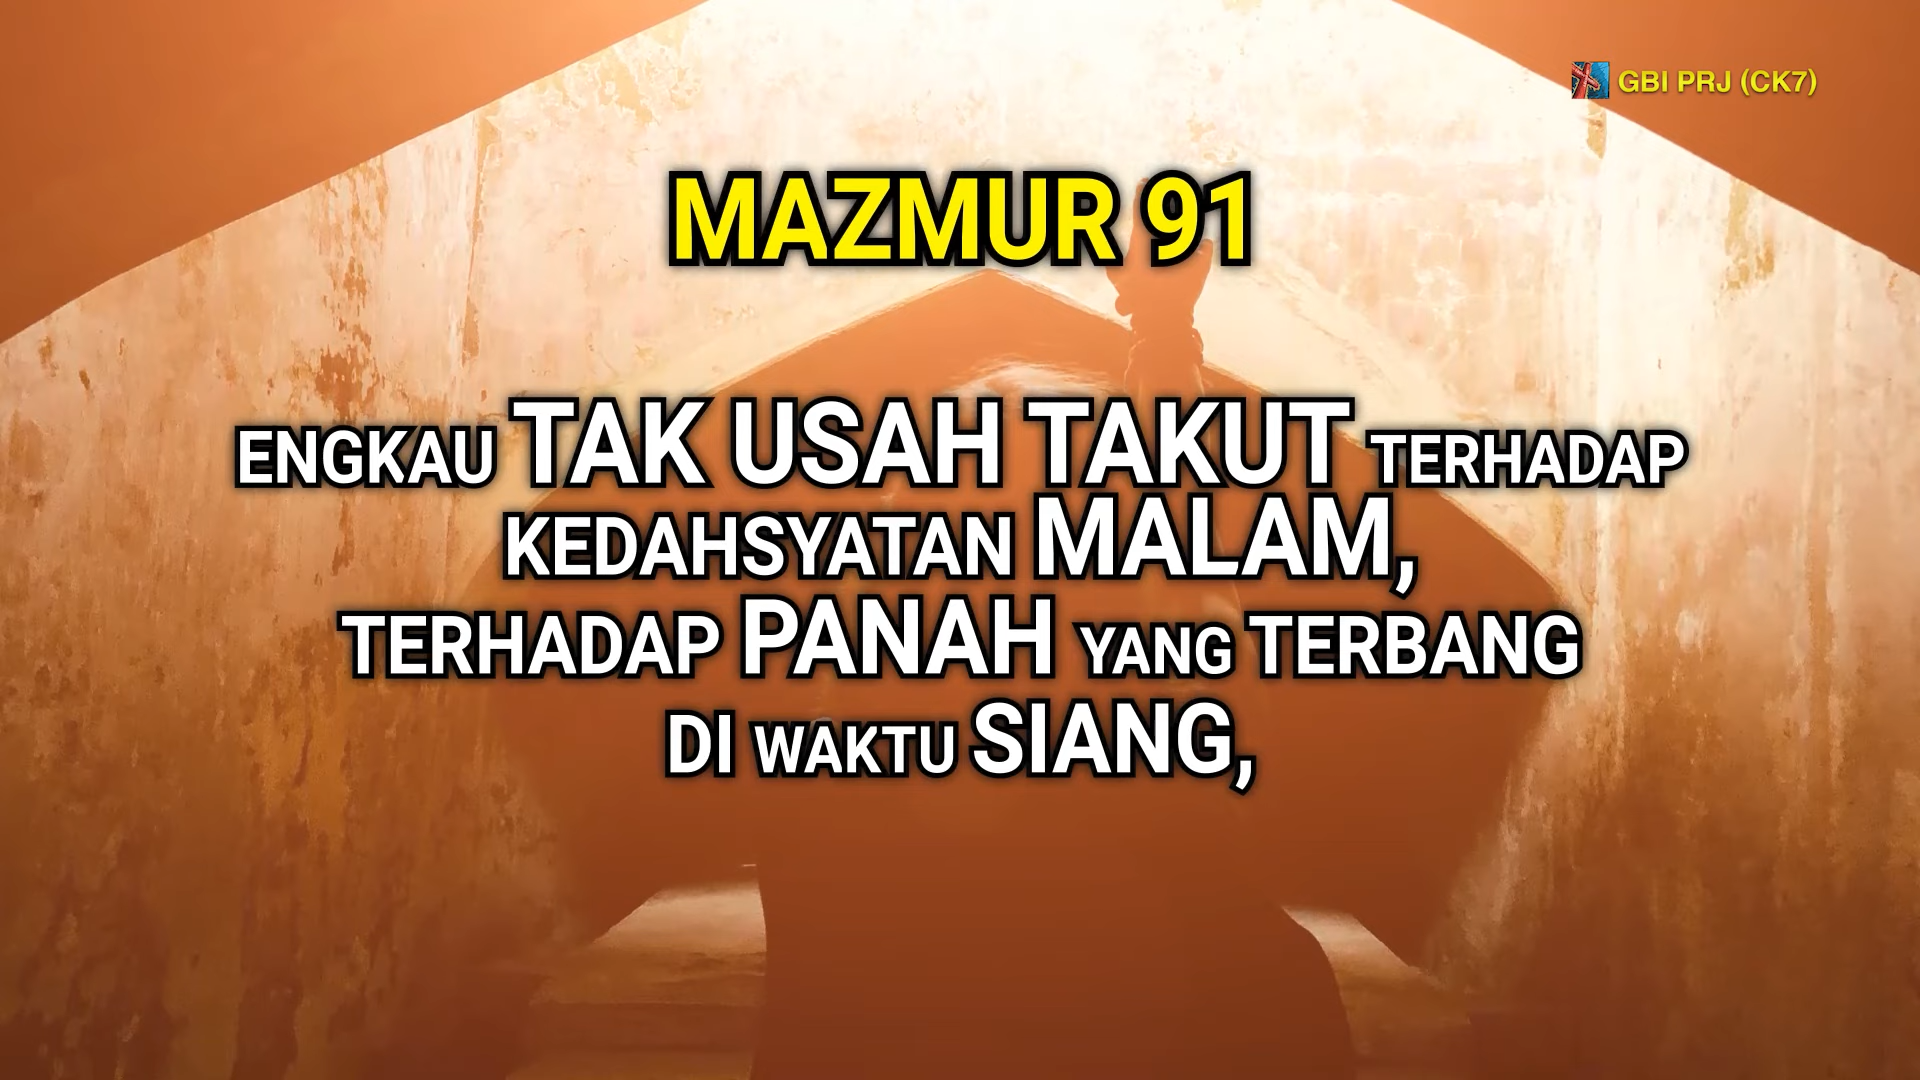 GBI PRJ (CK7)
MAZMUR 91
ENGKAU TAK USAH TAKUT TERHADAP
KEDAHSYATAN MALAM,
TERHADAP PANAH YANG TERBANG
DI WAKTU SIANG,